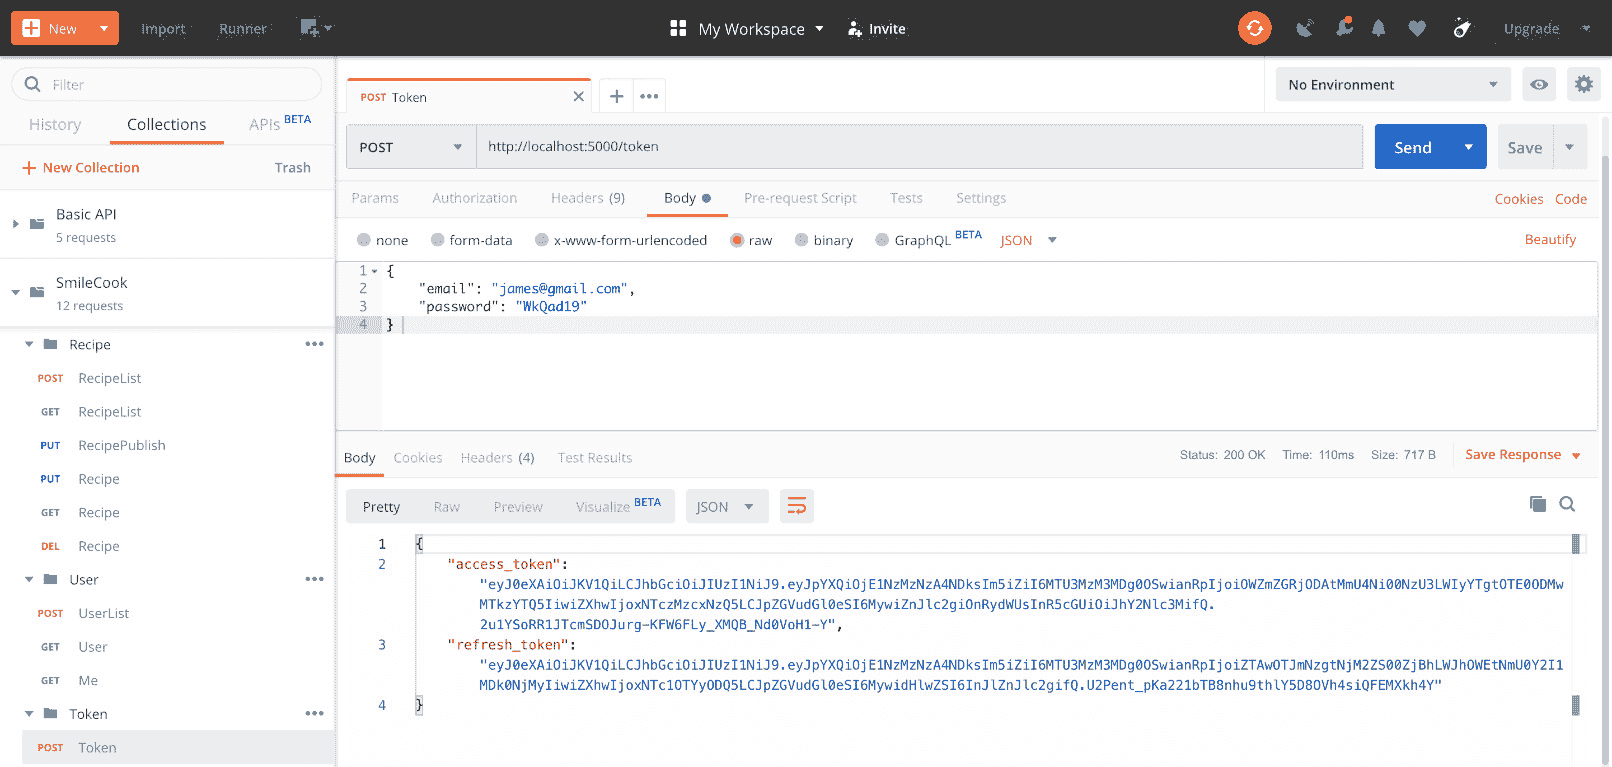 New
Import
Runner
My Workspace
Invite
Upgrade
Filter
History
Collections
APIs BETA
New Collection
Trash
Basic API
5 requests
SmileCook
12 requests
Recipe
POST RecipeList
GET RecipeList
PUT RecipePublish
PUT Recipe
GET Recipe
DEL Recipe
User
POST UserList
GET User
GET Me
Token
POST Token
POST Token
No Environment
POST
http://localhost:5000/token
Send
Save
Params
Authorization
Headers (9)
Body
Pre-request Script
Tests
Settings
Cookies
Code
none
form-data
x-www-form-urlencoded
raw
binary
GraphQL BETA
JSON
Beautify
1 {
2 "email": "james@gmail.com",
3 "password": "WkQad19"
4 }
Body
Cookies
Headers (4)
Test Results
Status: 200 OK
Time: 110ms
Size: 717 B
Save Response
Pretty
Raw
Preview
Visualize BETA
JSON
1 {
2 "access_token":
"eyJ0eXAiOiJKV1QiLCJhbGciOiJIUzI1NiJ9.eyJpYXQiOjE1NzMzNzA4NDksIm5iZiI6MTU3MzM3MDg0OSwianRpIjoiOWZmZGRjODAtMmU4Ni00NzU3LWIyYTgtOTE0ODMw
MTkzYTQ5IiwiZXhwIjoxNTczMzcxNzQ5LCJpZGVudGl0eSI6MywiZnJlc2giOnRydWUsInR5cGUiOiJhY2Nlc3MifQ.
2u1YSoRR1JTcmSDOJurg-KFW6FLy_XMQB_Nd0VoH1-Y",
3 "refresh_token":
"eyJ0eXAiOiJKV1QiLCJhbGciOiJIUzI1NiJ9.eyJpYXQiOjE1NzMzNzA4NDksIm5iZiI6MTU3MzM3MDg0OSwianRpIjoiZTAwOTJmNzgtNjM2ZS00ZjBhLWJhOWEtNmU0Y2I1
MDk0NjMyIiwiZXhwIjoxNTc1OTYyODQ5LCJpZGVudGl0eSI6MywidHlwZSI6InJlZnJlc2gifQ.U2Pent_pKa221bTB8nhu9thlY5D8OVh4siQFEMXkh4Y"
4 }